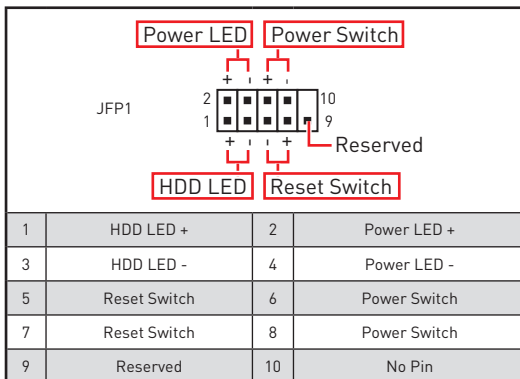 Power LED Power Switch
+ - + -
2 10
JFP1
1 9
+ - - +
Reserved
HDD LED Reset Switch
1 HDD LED + 2 Power LED +
3 HDD LED - 4 Power LED -
5 Reset Switch 6 Power Switch
7 Reset Switch 8 Power Switch
9 Reserved 10 No Pin